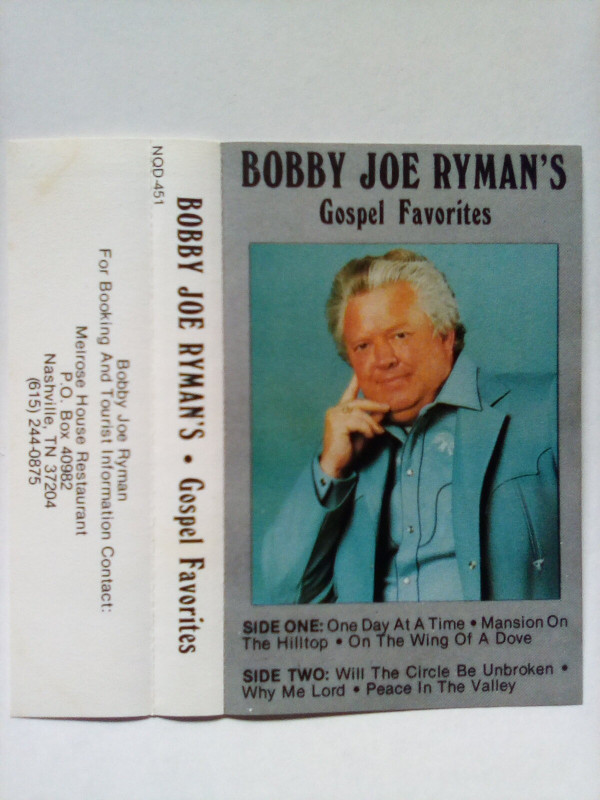 BOBBY JOE RYMAN'S
Gospel Favorites
SIDE ONE: One Day At A Time • Mansion On
The Hilltop • On The Wing Of A Dove
SIDE TWO: Will The Circle Be Unbroken •
Why Me Lord • Peace In The Valley
NQD-451
BOBBY JOE RYMAN'S • Gospel Favorites
Bobby Joe Ryman
For Booking And Tourist Information Contact:
Melrose House Restaurant
P.O. Box 40982
Nashville, TN 37204
(615) 244-0875